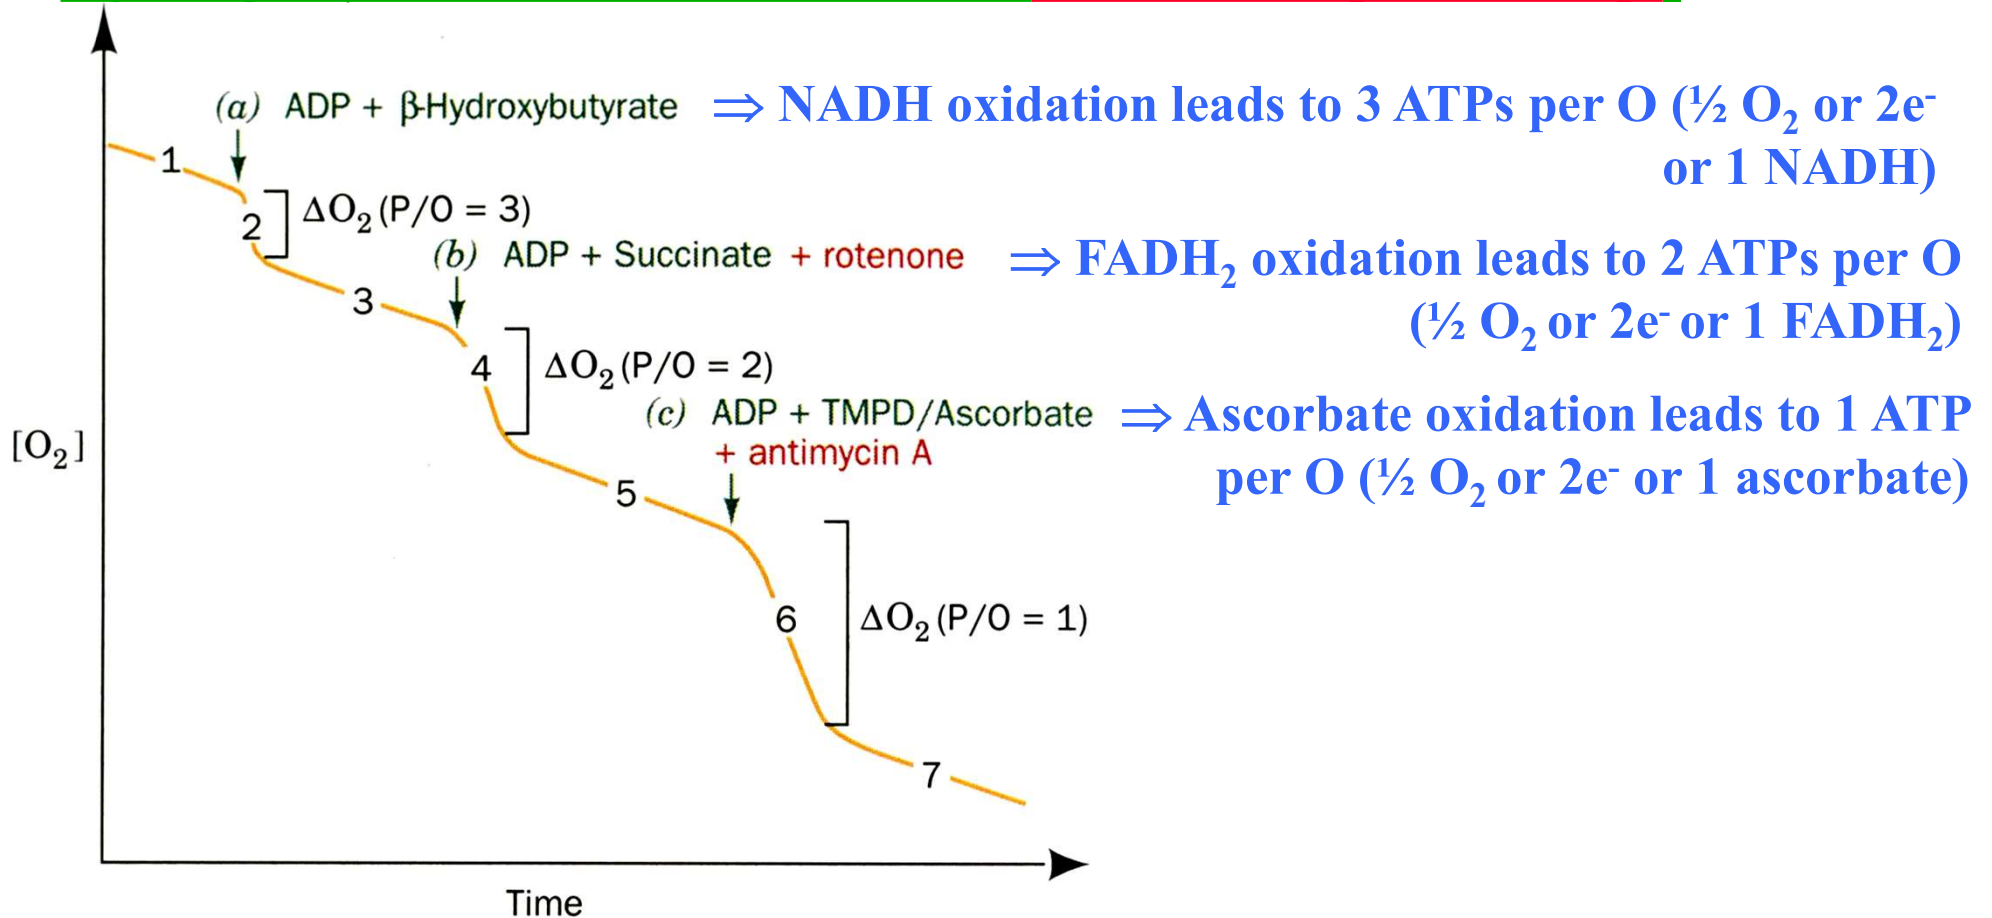 (a) ADP + β-Hydroxybutyrate ⇒ NADH oxidation leads to 3 ATPs per O (½ O₂ or 2e⁻
or 1 NADH)
1
2
ΔO₂ (P/O = 3)
(b) ADP + Succinate + rotenone ⇒ FADH₂ oxidation leads to 2 ATPs per O
(½ O₂ or 2e⁻ or 1 FADH₂)
3
4
ΔO₂ (P/O = 2)
(c) ADP + TMPD/Ascorbate ⇒ Ascorbate oxidation leads to 1 ATP
+ antimycin A
per O (½ O₂ or 2e⁻ or 1 ascorbate)
[O₂]
5
6
ΔO₂ (P/O = 1)
7
Time